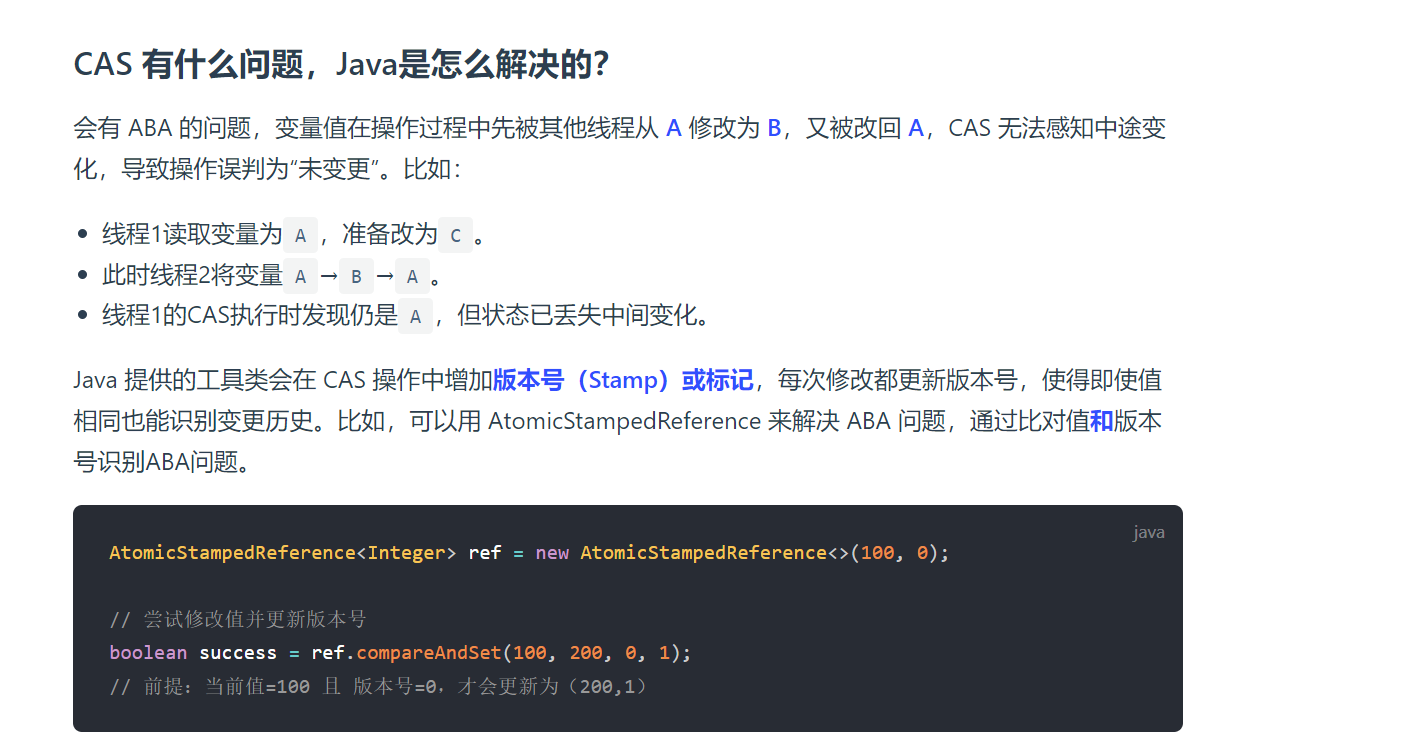 CAS 有什么问题，Java是怎么解决的？
会有 ABA 的问题，变量值在操作过程中先被其他线程从 A 修改为 B，又被改回 A，CAS 无法感知中途变
化，导致操作误判为“未变更”。比如：
• 线程1读取变量为 A ，准备改为 C 。
• 此时线程2将变量 A → B → A 。
• 线程1的CAS执行时发现仍是 A ，但状态已丢失中间变化。
Java 提供的工具类会在 CAS 操作中增加版本号（Stamp）或标记，每次修改都更新版本号，使得即使值
相同也能识别变更历史。比如，可以用 AtomicStampedReference 来解决 ABA 问题，通过比对值和版本
号识别ABA问题。
java
AtomicStampedReference<Integer> ref = new AtomicStampedReference<>(100, 0);
// 尝试修改值并更新版本号
boolean success = ref.compareAndSet(100, 200, 0, 1);
// 前提：当前值=100 且 版本号=0，才会更新为（200,1）